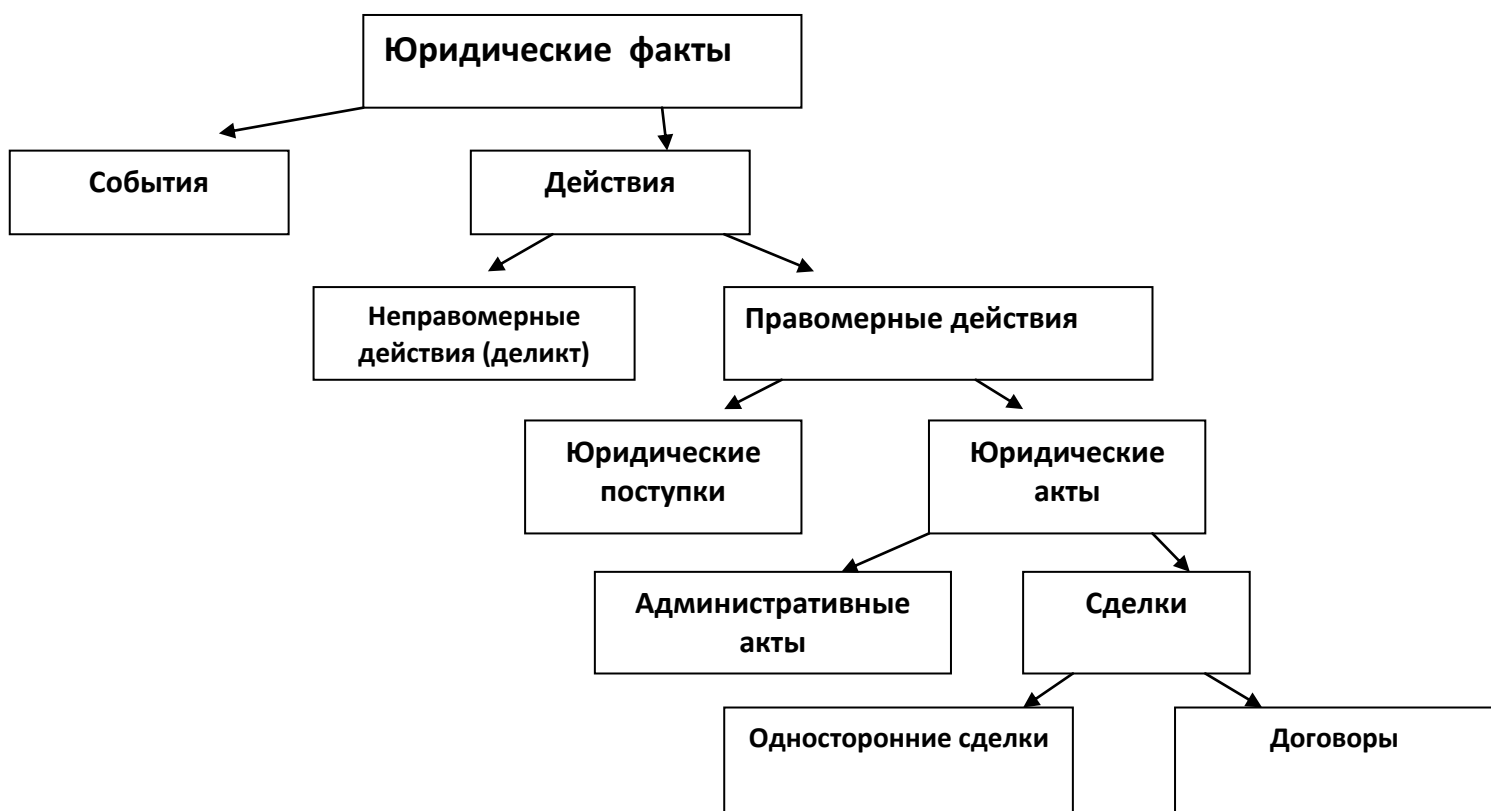 Юридические факты
События
Действия
Неправомерные
действия (деликт)
Правомерные действия
Юридические
поступки
Юридические
акты
Административные
акты
Сделки
Односторонние сделки
Договоры